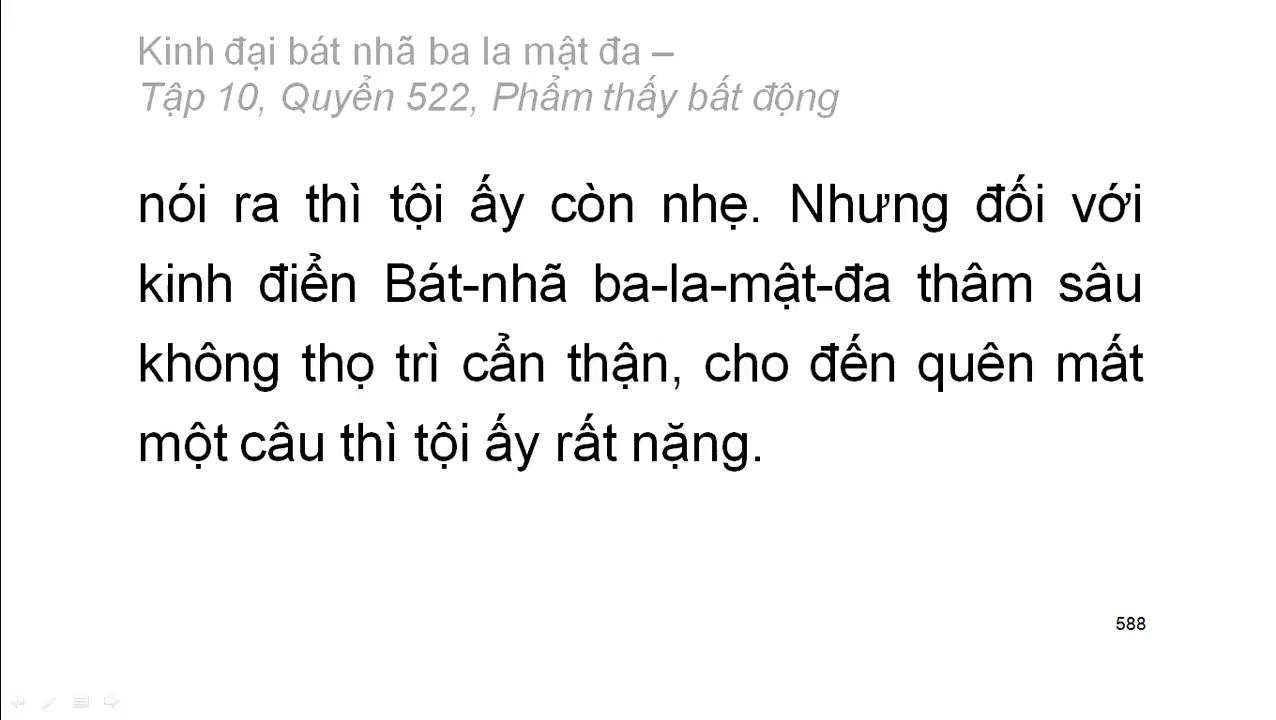 Kinh đại bát nhã ba la mật đa –
Tập 10, Quyển 522, Phẩm thấy bất động
nói ra thì tội ấy còn nhẹ. Nhưng đối với
kinh điển Bát-nhã ba-la-mật-đa thâm sâu
không thọ trì cẩn thận, cho đến quên mất
một câu thì tội ấy rất nặng.
588